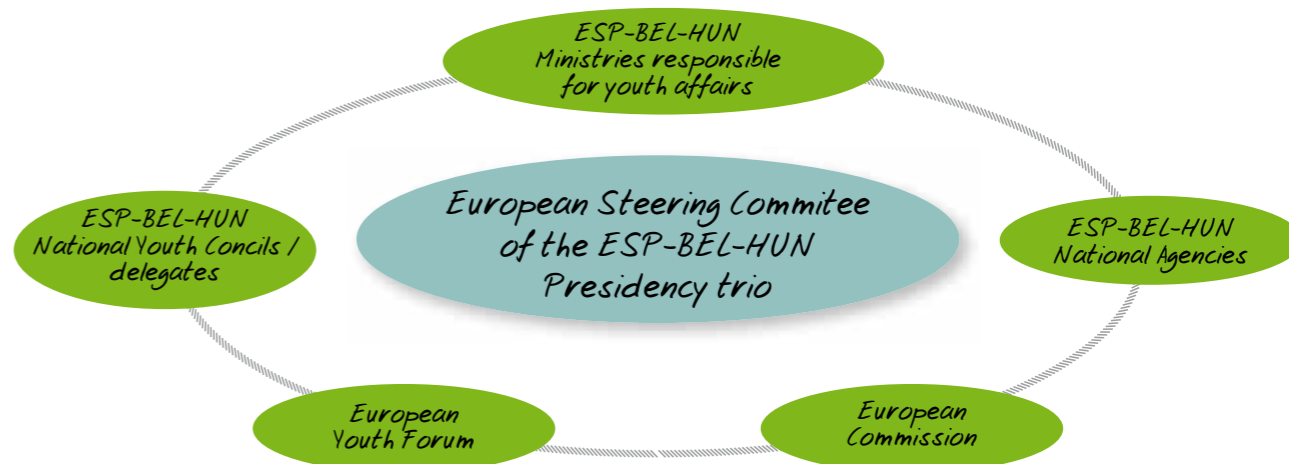 ESP-BEL-HUN
Ministries responsible
for youth affairs
European Steering Commitee
of the ESP-BEL-HUN
Presidency trio
ESP-BEL-HUN
National Youth Concils /
delegates
ESP-BEL-HUN
National Agencies
European
Youth Forum
European
Commission